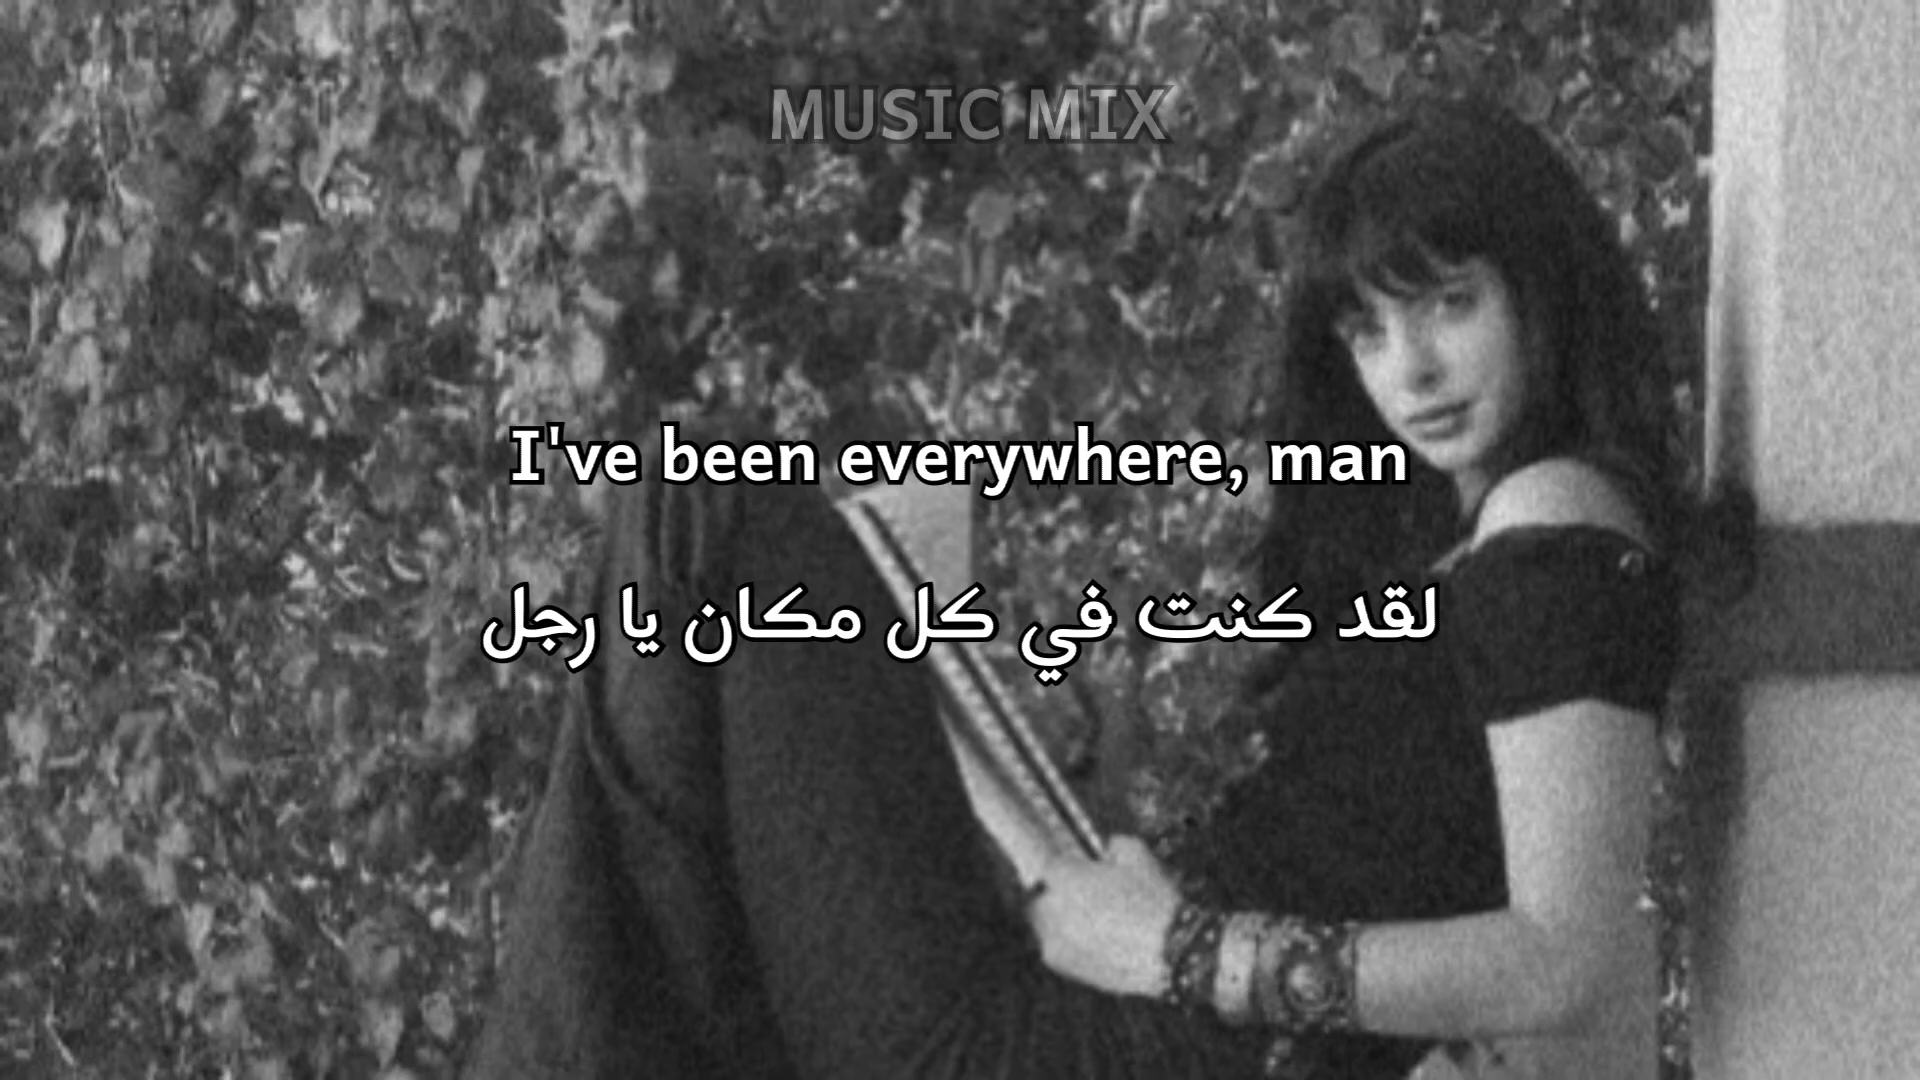 MUSIC MIX
I've been everywhere, man
لقد كنت في كل مكان يا رجل